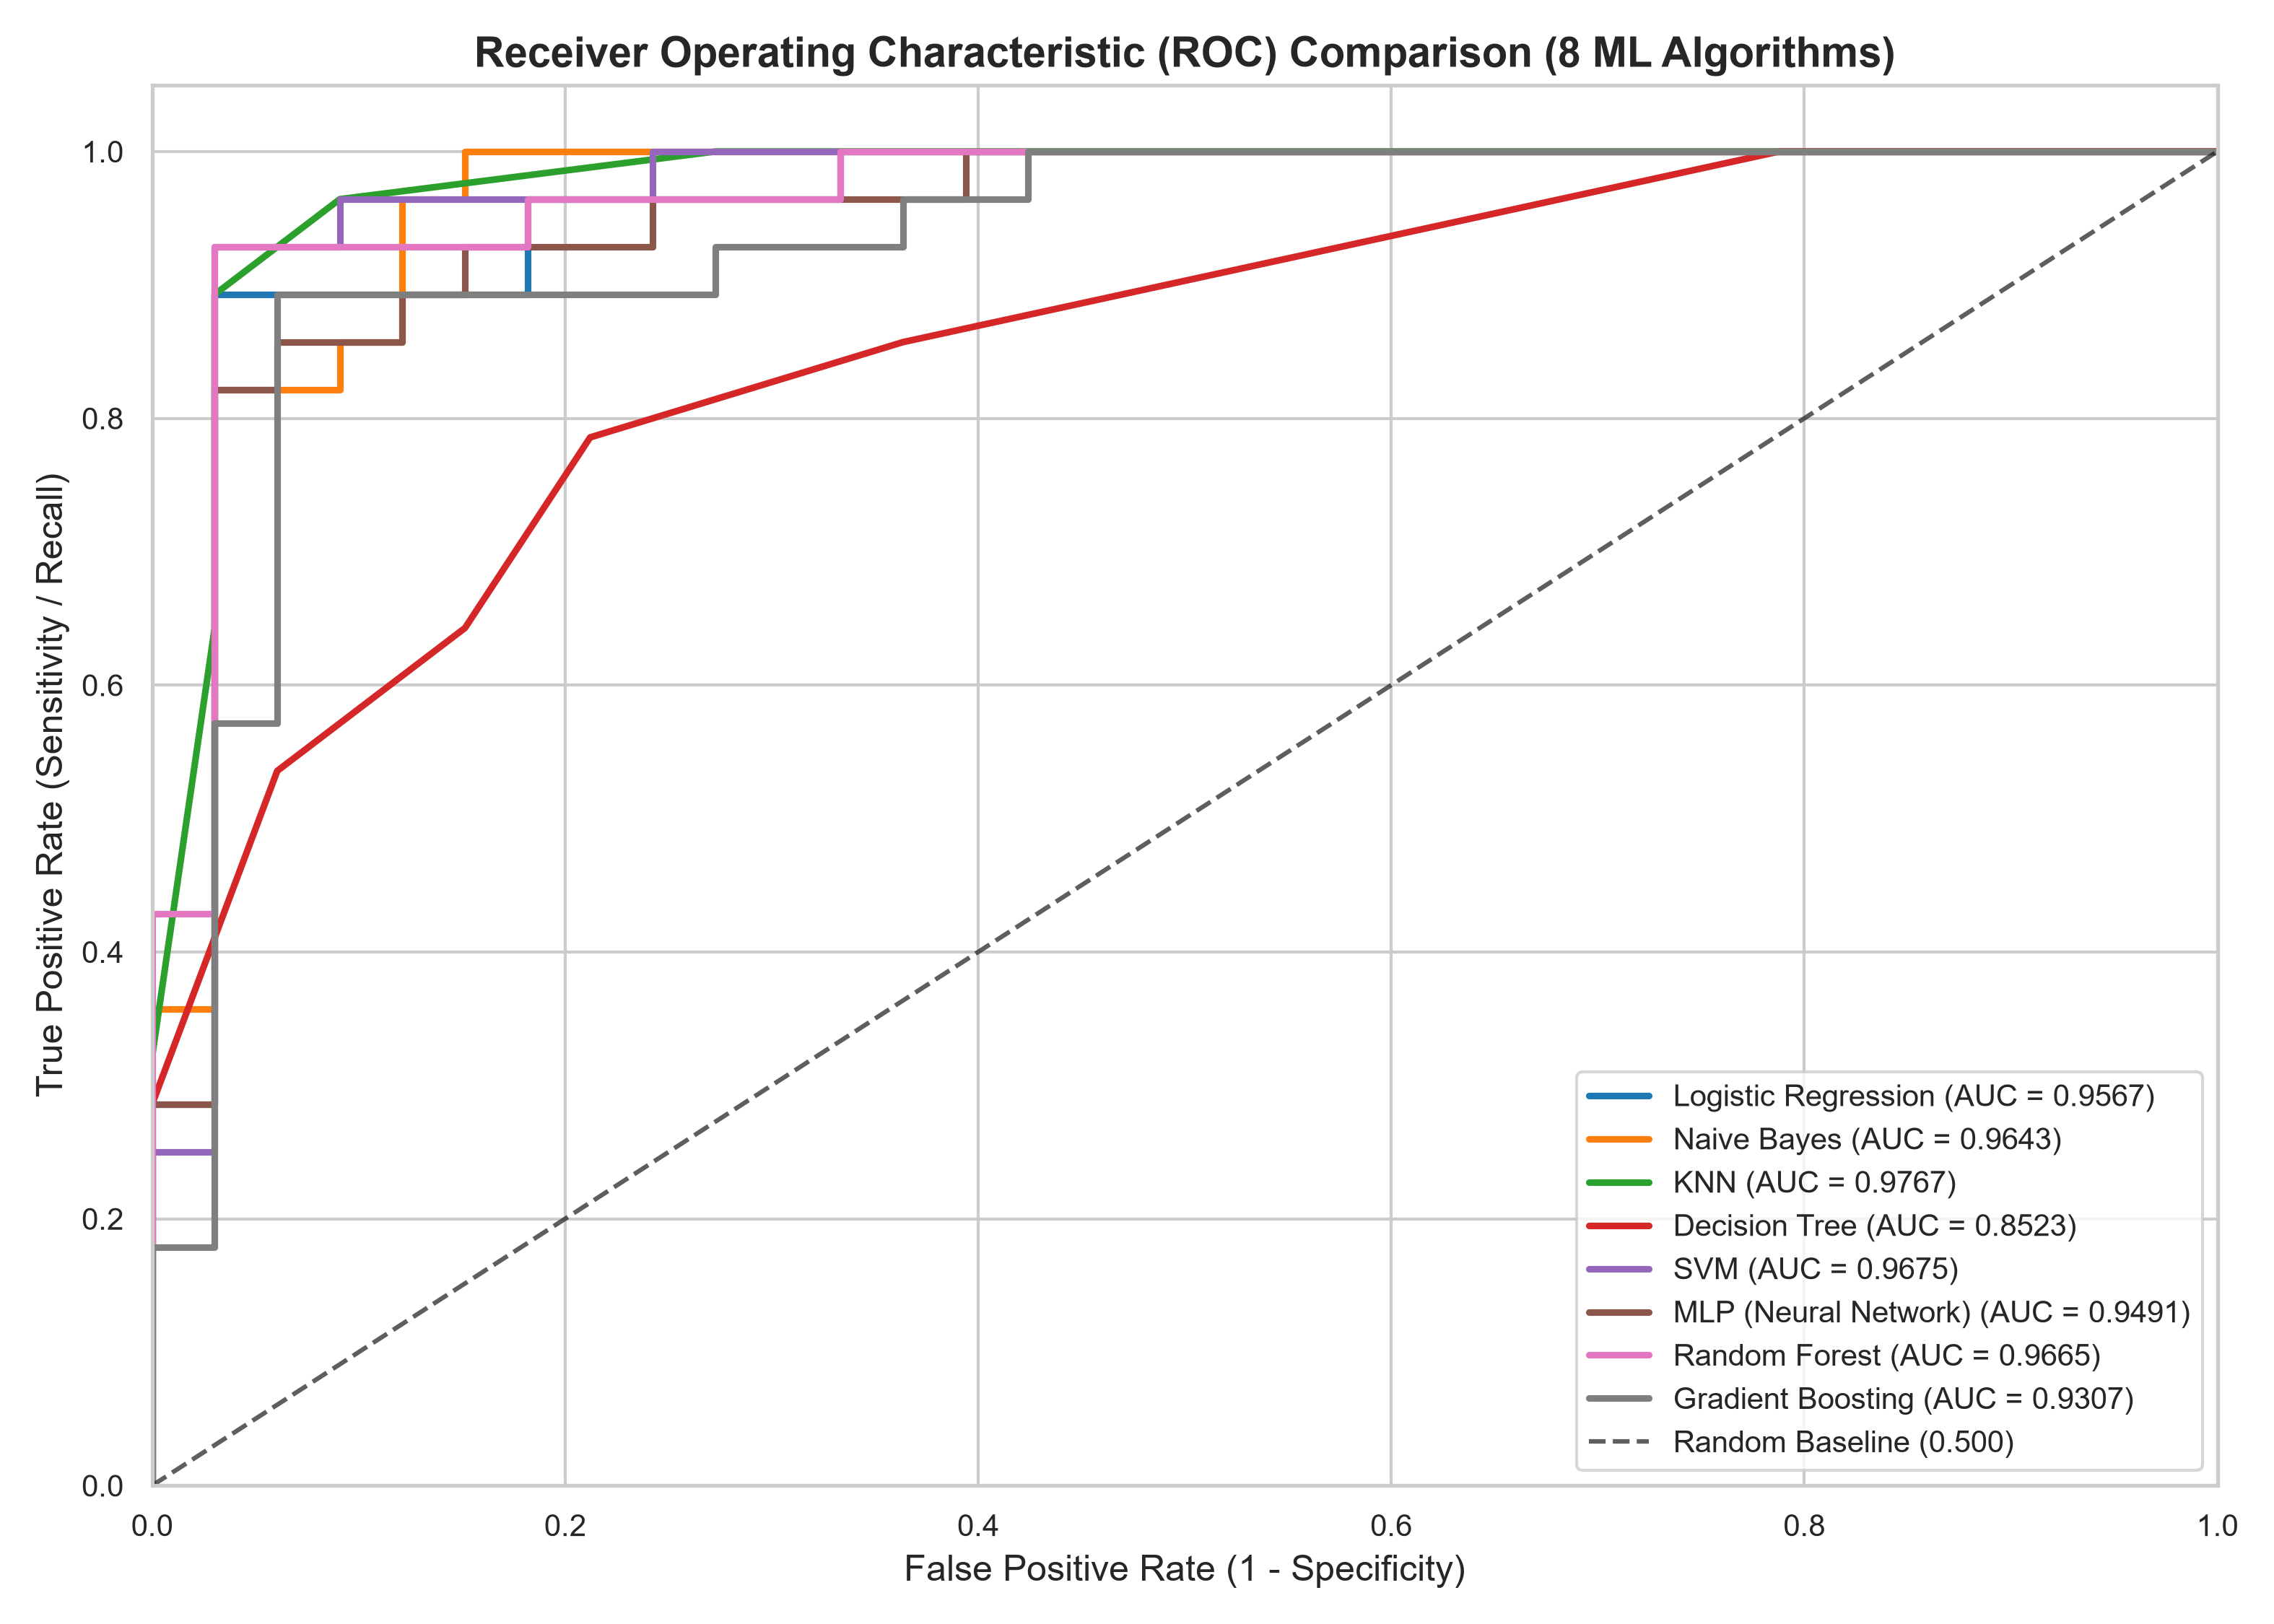 Receiver Operating Characteristic (ROC) Comparison (8 ML Algorithms)
True Positive Rate (Sensitivity / Recall)
1.0
0.8
0.6
0.4
0.2
0.0
Logistic Regression (AUC = 0.9567)
Naive Bayes (AUC = 0.9643)
KNN (AUC = 0.9767)
Decision Tree (AUC = 0.8523)
SVM (AUC = 0.9675)
MLP (Neural Network) (AUC = 0.9491)
Random Forest (AUC = 0.9665)
Gradient Boosting (AUC = 0.9307)
Random Baseline (0.500)
0.0 0.2 0.4 0.6 0.8 1.0
False Positive Rate (1 - Specificity)